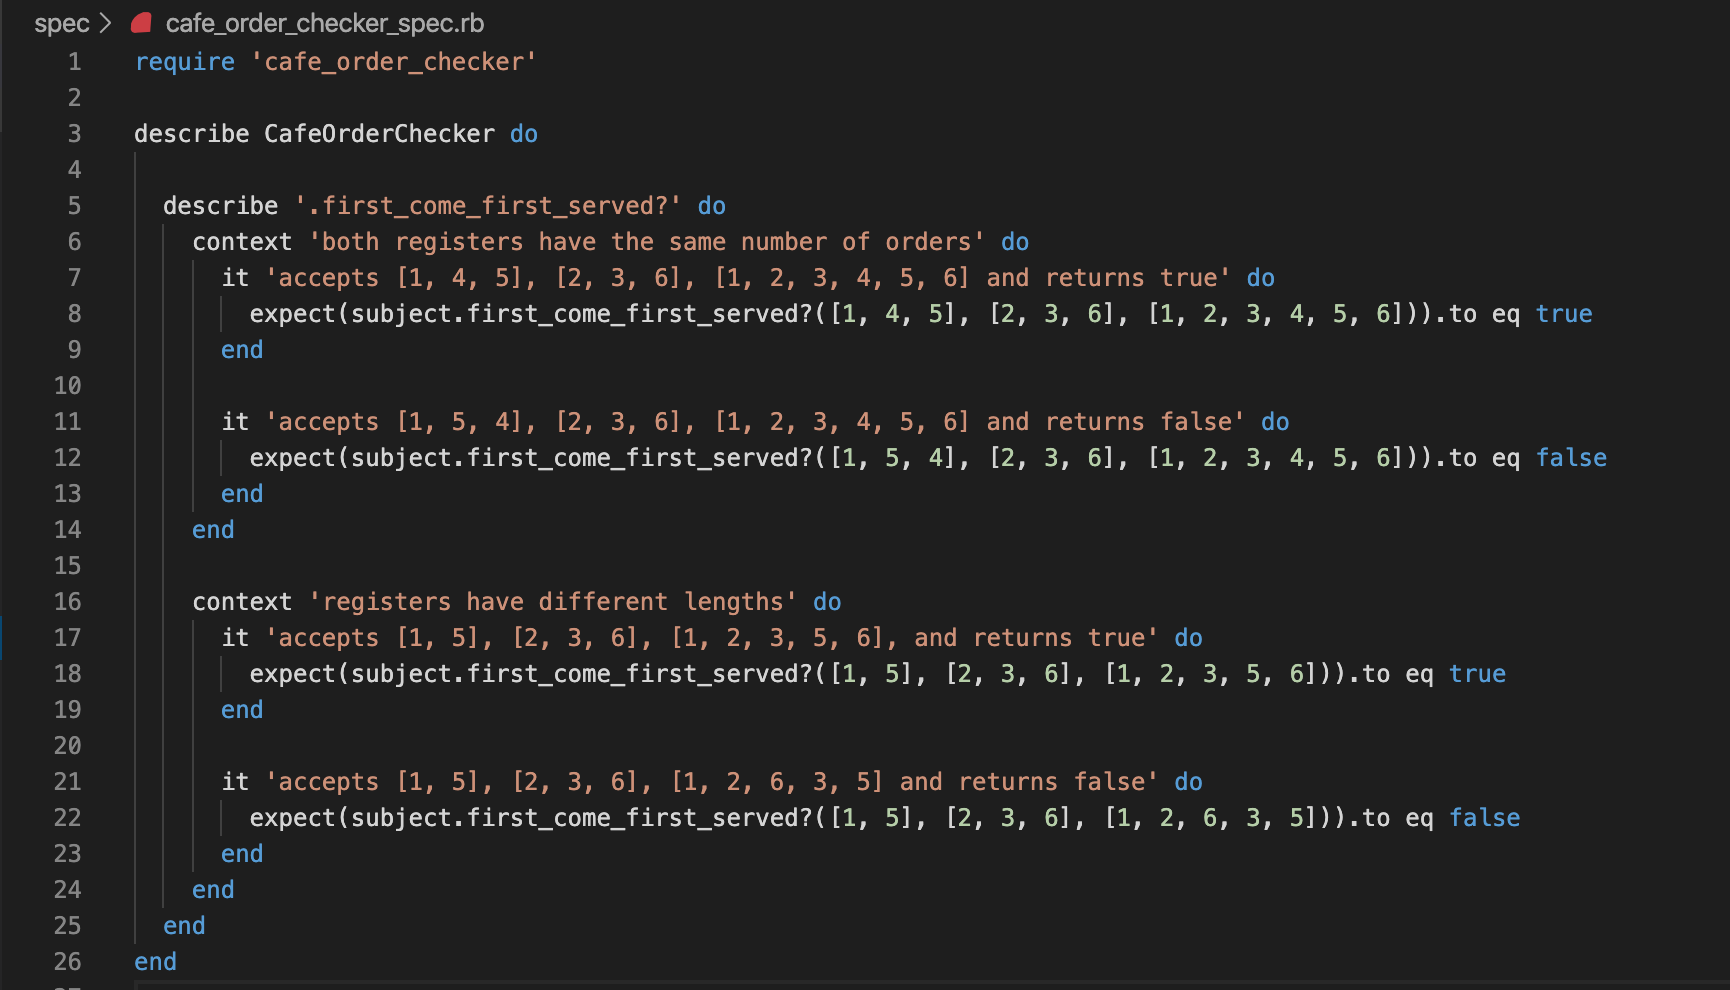 spec > cafe_order_checker_spec.rb
1 require 'cafe_order_checker'
2
3 describe CafeOrderChecker do
4
5   describe '.first_come_first_served?' do
6     context 'both registers have the same number of orders' do
7       it 'accepts [1, 4, 5], [2, 3, 6], [1, 2, 3, 4, 5, 6] and returns true' do
8         expect(subject.first_come_first_served?([1, 4, 5], [2, 3, 6], [1, 2, 3, 4, 5, 6])).to eq true
9       end
10
11       it 'accepts [1, 5, 4], [2, 3, 6], [1, 2, 3, 4, 5, 6] and returns false' do
12         expect(subject.first_come_first_served?([1, 5, 4], [2, 3, 6], [1, 2, 3, 4, 5, 6])).to eq false
13       end
14     end
15
16     context 'registers have different lengths' do
17       it 'accepts [1, 5], [2, 3, 6], [1, 2, 3, 5, 6], and returns true' do
18         expect(subject.first_come_first_served?([1, 5], [2, 3, 6], [1, 2, 3, 5, 6])).to eq true
19       end
20
21       it 'accepts [1, 5], [2, 3, 6], [1, 2, 6, 3, 5] and returns false' do
22         expect(subject.first_come_first_served?([1, 5], [2, 3, 6], [1, 2, 6, 3, 5])).to eq false
23       end
24     end
25   end
26 end